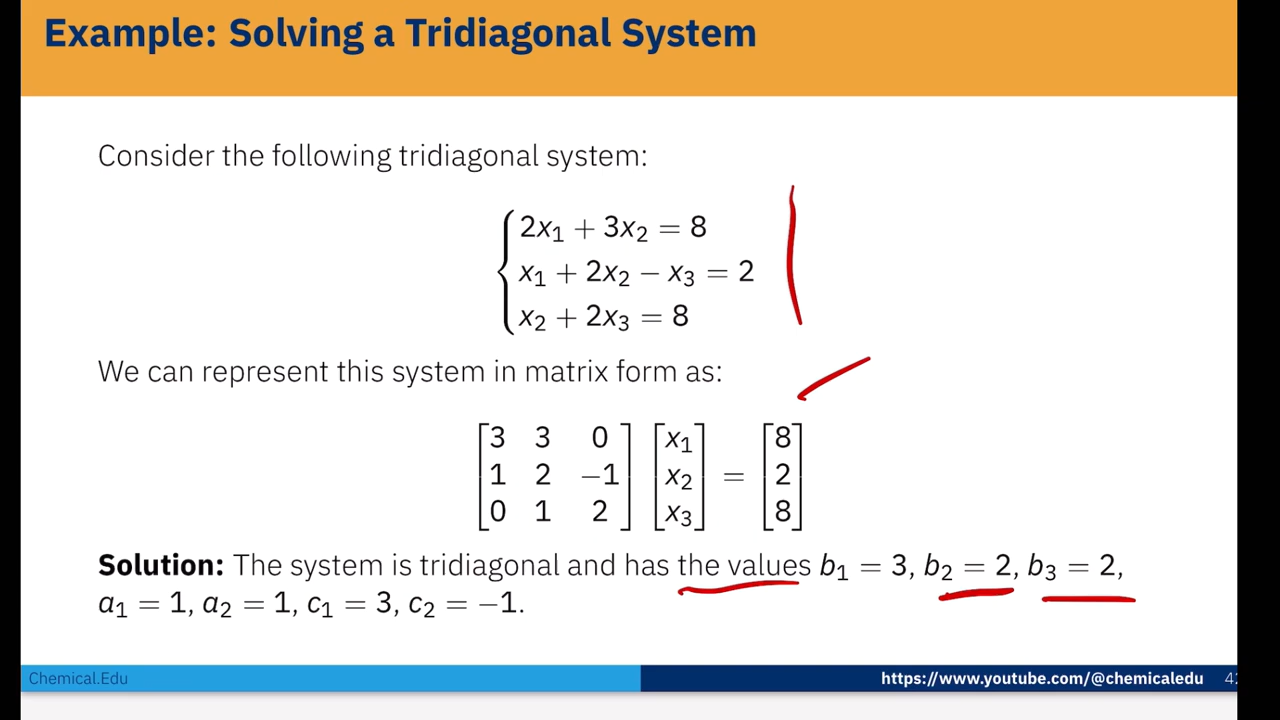 Example: Solving a Tridiagonal System
Consider the following tridiagonal system:
2x₁ + 3x₂ = 8
x₁ + 2x₂ − x₃ = 2
x₂ + 2x₃ = 8
We can represent this system in matrix form as:
[3 3 0] [x₁] [8]
[1 2 −1] [x₂] = [2]
[0 1 2] [x₃] [8]
Solution: The system is tridiagonal and has the values b₁ = 3, b₂ = 2, b₃ = 2,
a₁ = 1, a₂ = 1, c₁ = 3, c₂ = −1.
Chemical.Edu https://www.youtube.com/@chemicaledu